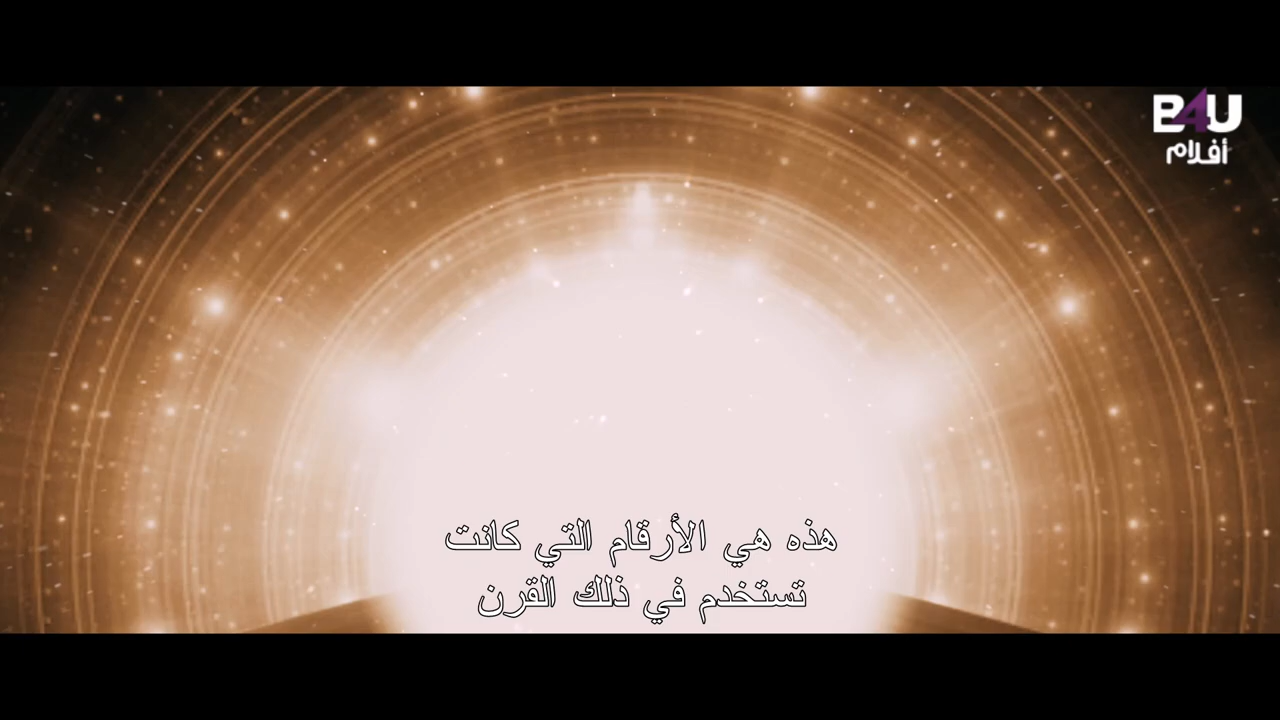 B4U
أفلام
هذه هي الأرقام التي كانت
تستخدم في ذلك القرن